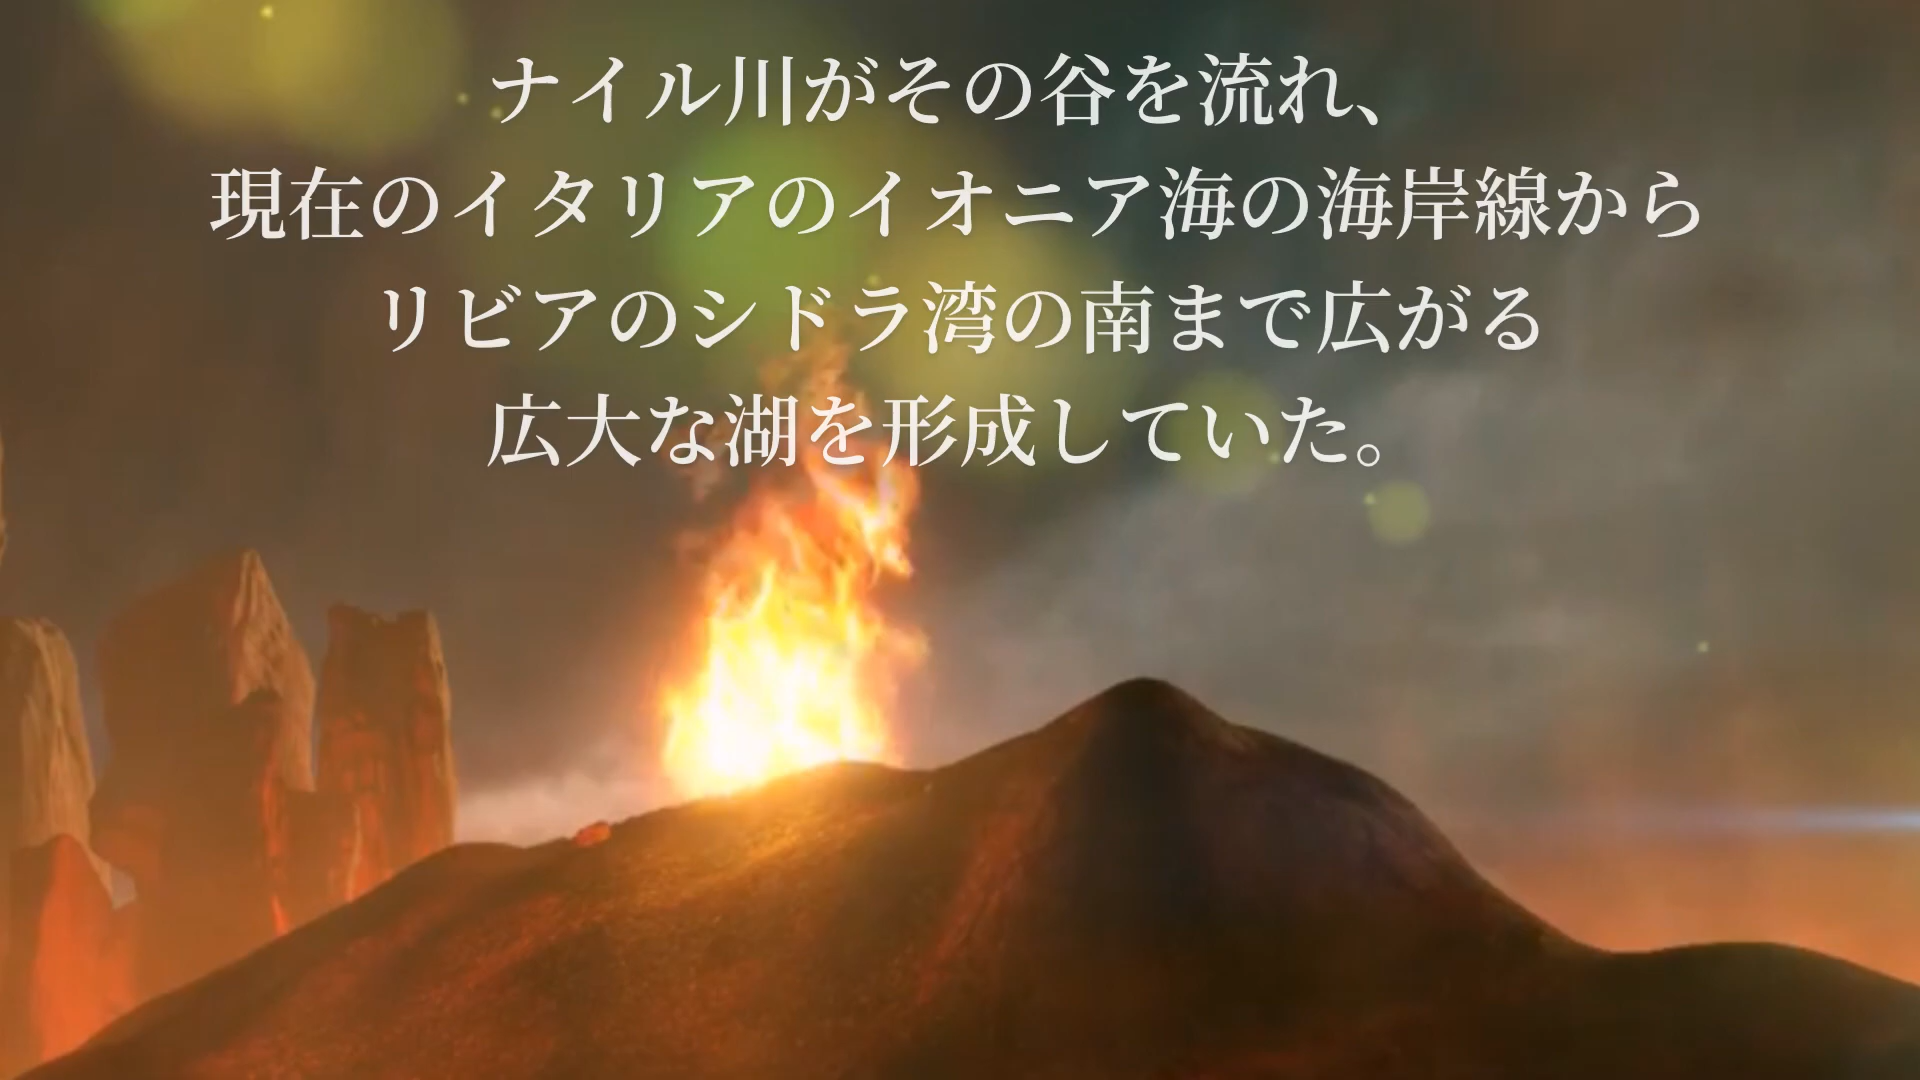 ナイル川がその谷を流れ、
現在のイタリアのイオニア海の海岸線から
リビアのシドラ湾の南まで広がる
広大な湖を形成していた。